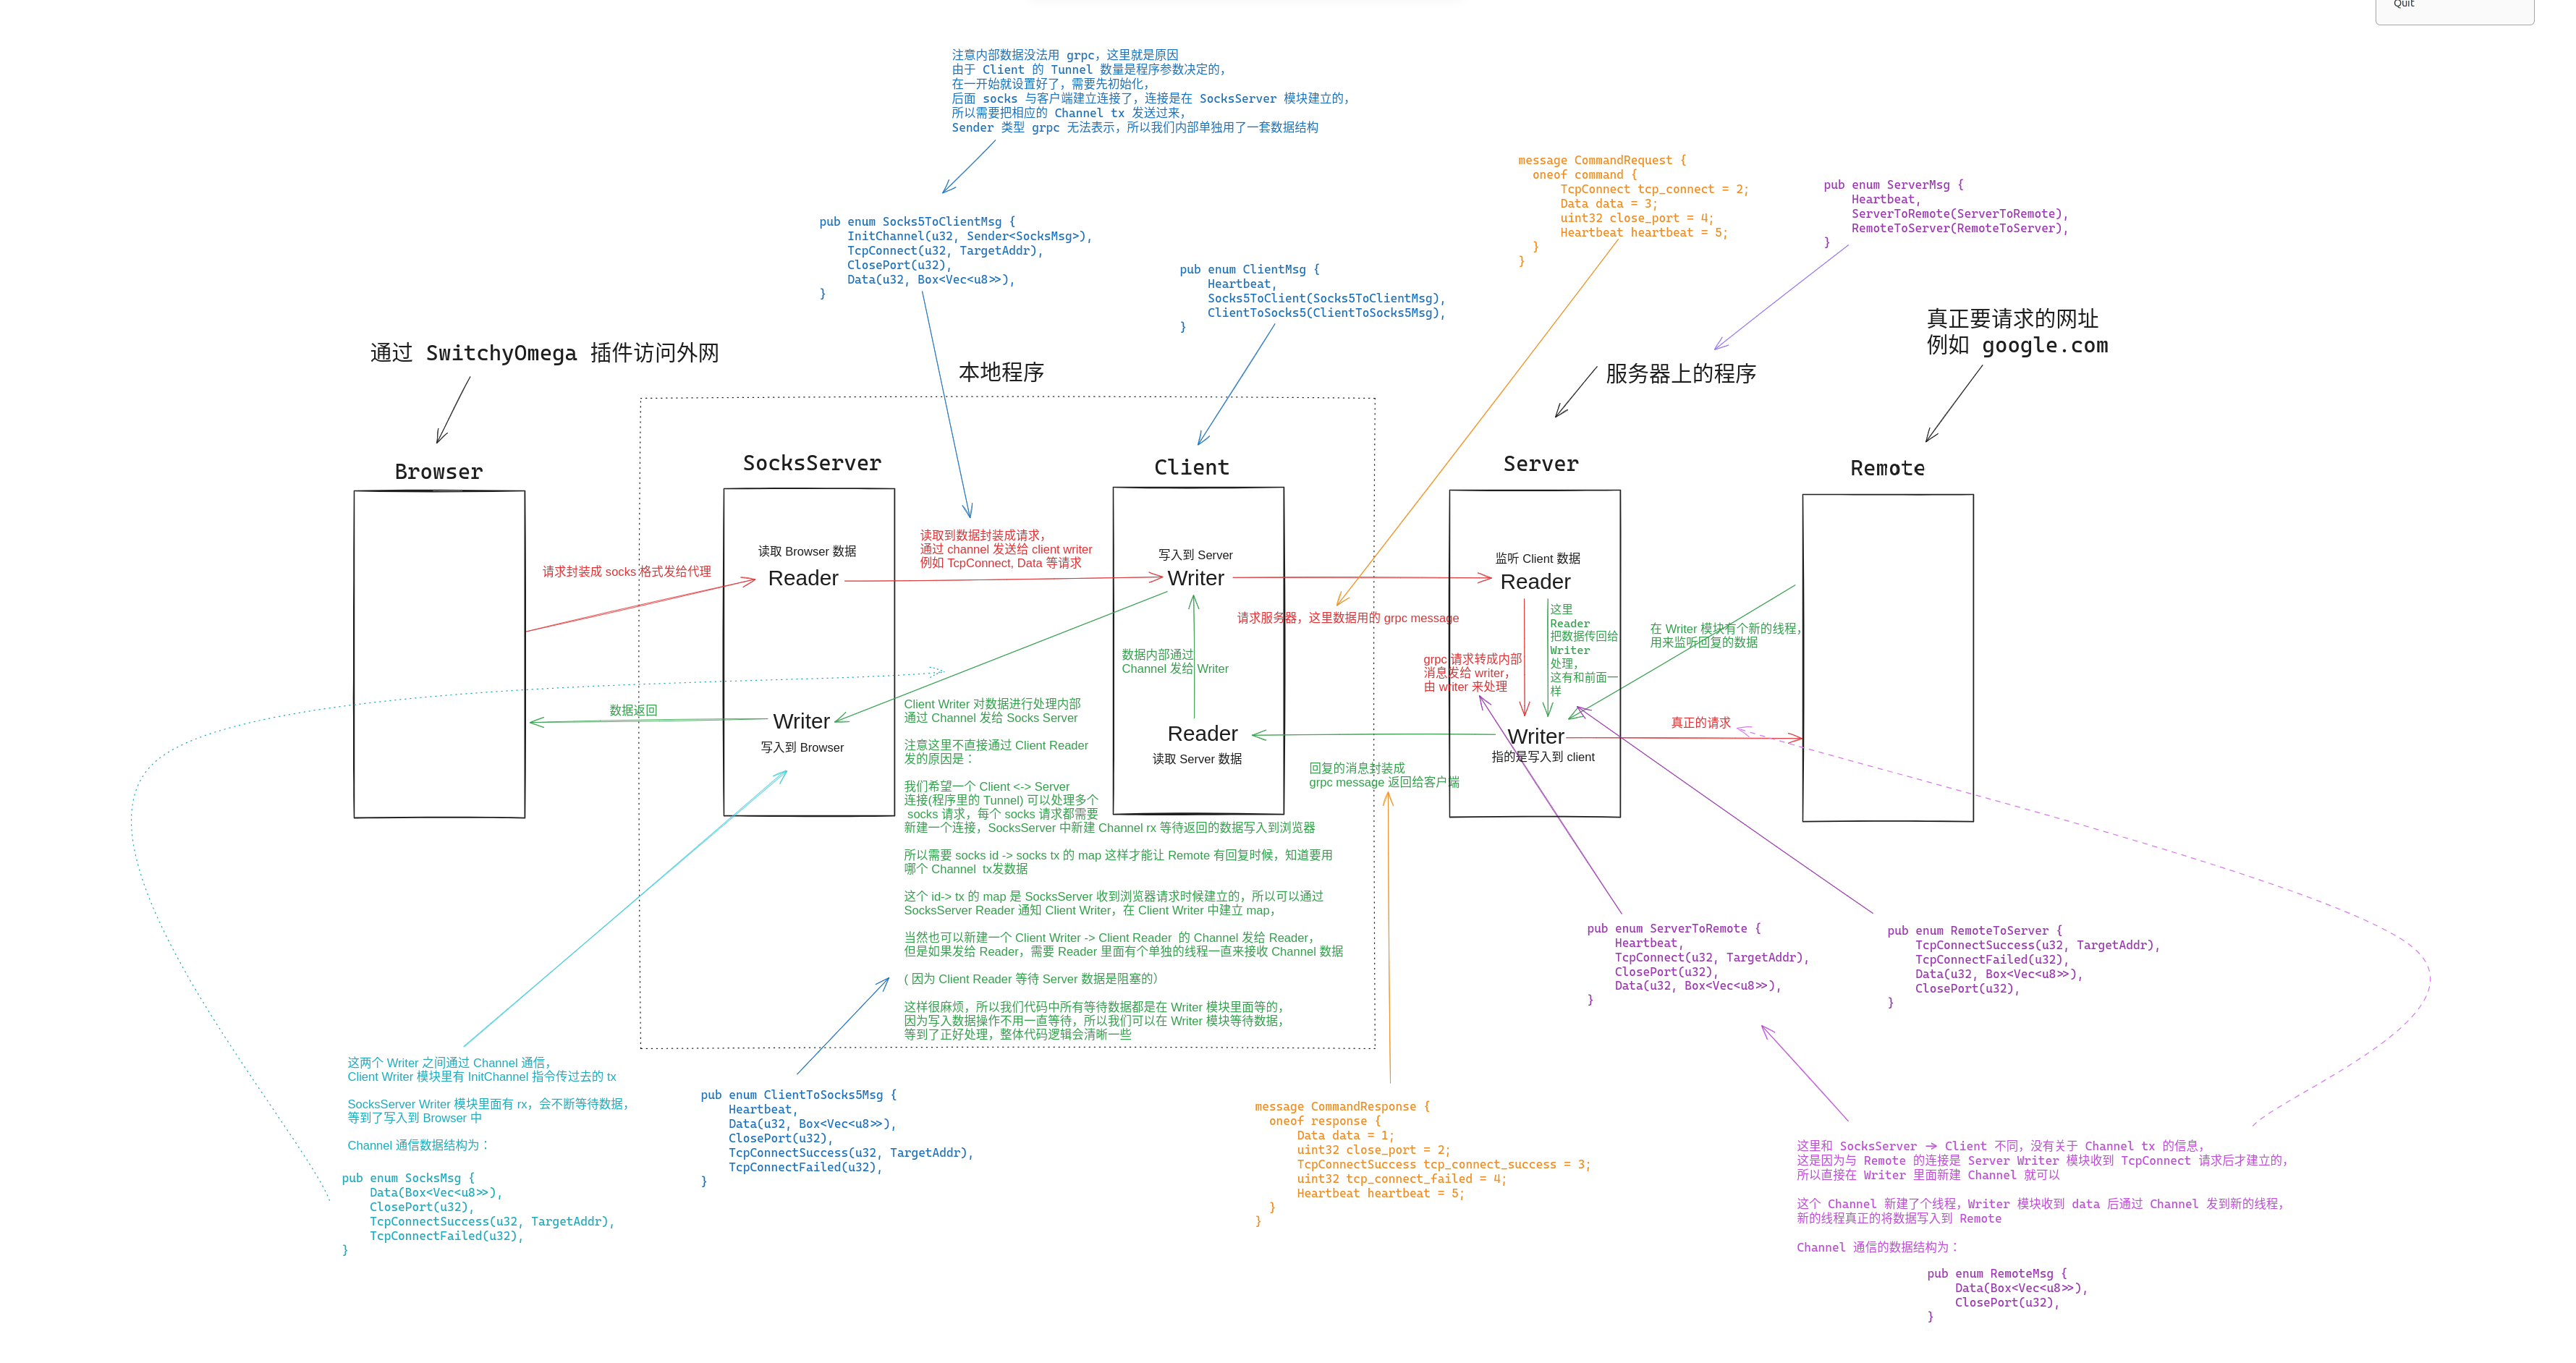 Quit
注意内部数据没法用 grpc，这里就是原因
由于 Client 的 Tunnel 数量是程序参数决定的，
在一开始就设置好了，需要先初始化，
后面 socks 与客户端建立连接了，连接是在 SocksServer 模块建立的，
所以需要把相应的 Channel tx 发送过来，
Sender 类型 grpc 无法表示，所以我们内部单独用了一套数据结构
pub enum Socks5ToClientMsg {
InitChannel(u32, Sender<SocksMsg>),
TcpConnect(u32, TargetAddr),
ClosePort(u32),
Data(u32, Box<Vec<u8>>),
}
pub enum ClientMsg {
Heartbeat,
Socks5ToClient(Socks5ToClientMsg),
ClientToSocks5(ClientToSocks5Msg),
}
message CommandRequest {
oneof command {
TcpConnect tcp_connect = 2;
Data data = 3;
uint32 close_port = 4;
Heartbeat heartbeat = 5;
}
}
pub enum ServerMsg {
Heartbeat,
ServerToRemote(ServerToRemote),
RemoteToServer(RemoteToServer),
}
通过 SwitchyOmega 插件访问外网
本地程序
服务器上的程序
真正要请求的网址
例如 google.com
Browser
SocksServer
Client
Server
Remote
请求封装成 socks 格式发给代理
读取 Browser 数据
Reader
读取到数据封装成请求，
通过 channel 发送给 client writer
例如 TcpConnect, Data 等请求
写入到 Server
Writer
请求服务器，这里数据用的 grpc message
监听 Client 数据
Reader
grpc 请求转成内部
消息发给 writer，
由 writer 来处理
这里
Reader
把数据传回给
Writer
处理，
这有和前面一
样
在 Writer 模块有个新的线程，
用来监听回复的数据
数据内部通过
Channel 发给 Writer
数据返回
Writer
写入到 Browser
Reader
读取 Server 数据
Writer
指的是写入到 client
真正的请求
回复的消息封装成
grpc message 返回给客户端
Client Writer 对数据进行处理内部
通过 Channel 发给 Socks Server
注意这里不直接通过 Client Reader
发的原因是：
我们希望一个 Client <-> Server
连接(程序里的 Tunnel) 可以处理多个
socks 请求，每个 socks 请求都需要
新建一个连接，SocksServer 中新建 Channel rx 等待返回的数据写入到浏览器
所以需要 socks id -> socks tx 的 map 这样才能让 Remote 有回复时候，知道要用
哪个 Channel  tx发数据
这个 id-> tx 的 map 是 SocksServer 收到浏览器请求时候建立的，所以可以通过
SocksServer Reader 通知 Client Writer，在 Client Writer 中建立 map，
当然也可以新建一个 Client Writer -> Client Reader  的 Channel 发给 Reader，
但是如果发给 Reader，需要 Reader 里面有个单独的线程一直来接收 Channel 数据
( 因为 Client Reader 等待 Server 数据是阻塞的）
这样很麻烦，所以我们代码中所有等待数据都是在 Writer 模块里面等的，
因为写入数据操作不用一直等待，所以我们可以在 Writer 模块等待数据，
等到了正好处理，整体代码逻辑会清晰一些
这两个 Writer 之间通过 Channel 通信，
Client Writer 模块里有 InitChannel 指令传过去的 tx
SocksServer Writer 模块里面有 rx，会不断等待数据，
等到了写入到 Browser 中
Channel 通信数据结构为：
pub enum SocksMsg {
Data(Box<Vec<u8>>),
ClosePort(u32),
TcpConnectSuccess(u32, TargetAddr),
TcpConnectFailed(u32),
}
pub enum ClientToSocks5Msg {
Heartbeat,
Data(u32, Box<Vec<u8>>),
ClosePort(u32),
TcpConnectSuccess(u32, TargetAddr),
TcpConnectFailed(u32),
}
message CommandResponse {
oneof response {
Data data = 1;
uint32 close_port = 2;
TcpConnectSuccess tcp_connect_success = 3;
uint32 tcp_connect_failed = 4;
Heartbeat heartbeat = 5;
}
}
pub enum ServerToRemote {
Heartbeat,
TcpConnect(u32, TargetAddr),
ClosePort(u32),
Data(u32, Box<Vec<u8>>),
}
pub enum RemoteToServer {
TcpConnectSuccess(u32, TargetAddr),
TcpConnectFailed(u32),
Data(u32, Box<Vec<u8>>),
ClosePort(u32),
}
这里和 SocksServer -> Client 不同，没有关于 Channel tx 的信息，
这是因为与 Remote 的连接是 Server Writer 模块收到 TcpConnect 请求后才建立的，
所以直接在 Writer 里面新建 Channel 就可以
这个 Channel 新建了个线程，Writer 模块收到 data 后通过 Channel 发到新的线程，
新的线程真正的将数据写入到 Remote
Channel 通信的数据结构为：
pub enum RemoteMsg {
Data(Box<Vec<u8>>),
ClosePort(u32),
}